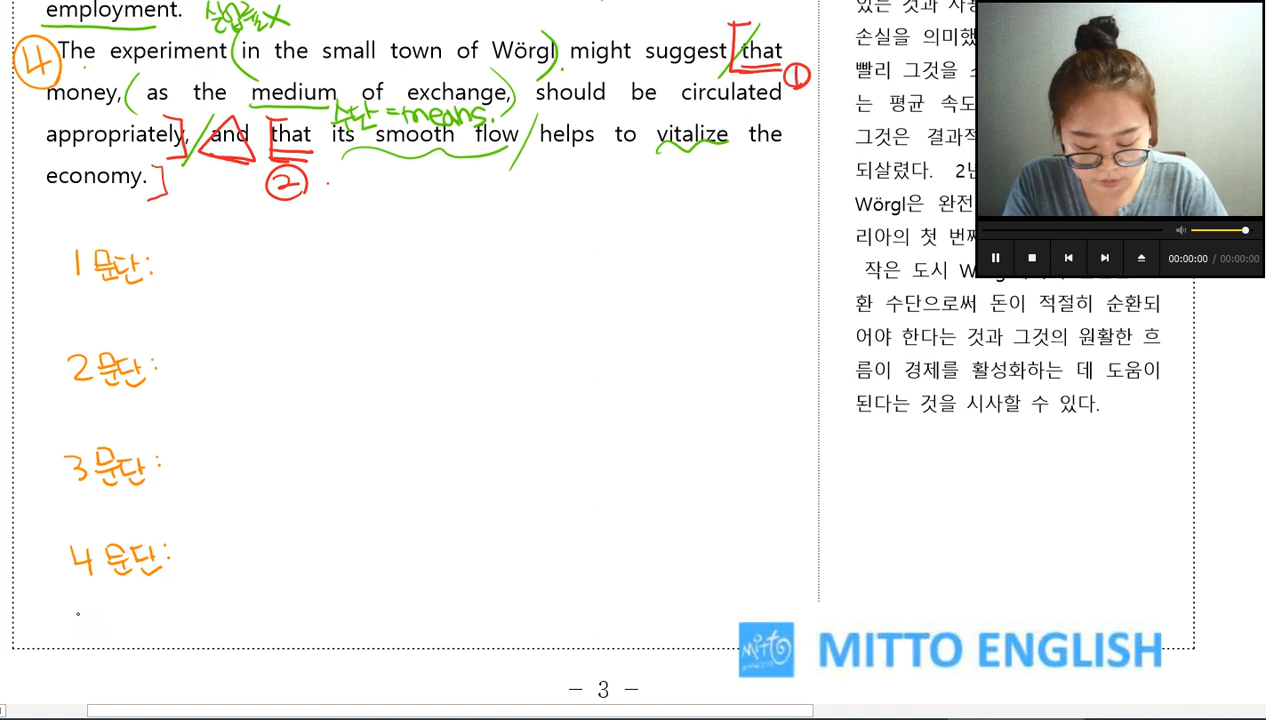 employment.
④ The experiment (in the small town of Wörgl) might suggest that ①
money, (as the medium of exchange,) should be circulated
수단 = means.
appropriately, and that its smooth flow helps to vitalize the
economy. ②
1문단:
2문단:
3문단:
4문단:
있는 것과 사용
손실을 의미했
빨리 그것을
는 평균 속도
그것은 결과적
되살렸다. 2년
Wörgl은 완전
리아의 첫 번째
작은 도시
환 수단으로써 돈이 적절히 순환되
어야 한다는 것과 그것의 원활한 흐
름이 경제를 활성화하는 데 도움이
된다는 것을 시사할 수 있다.
00:00:00 / 00:00:00
mitto
MITTO ENGLISH
- 3 -